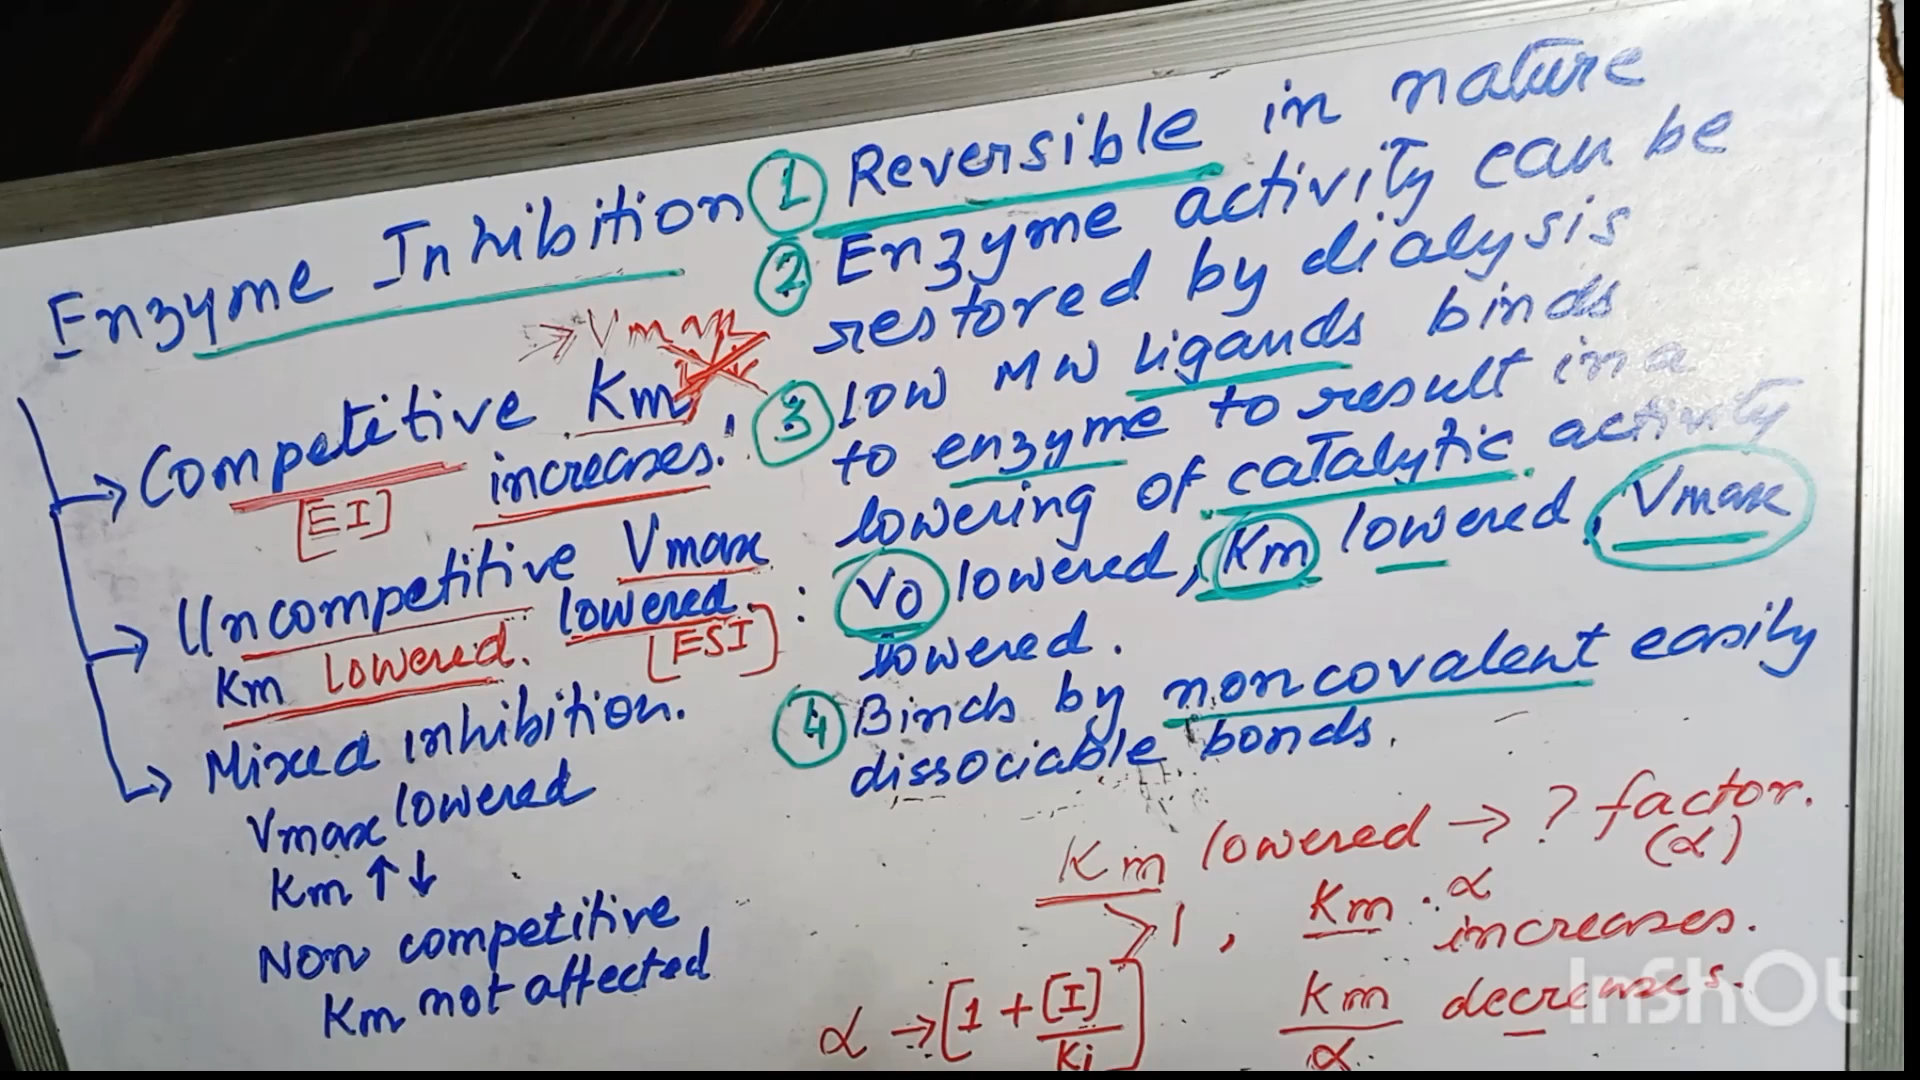 Enzyme Inhibition
→ Competitive Km
[EI] increases.
→ Uncompetitive Vmax
Km lowered. lowered.
[ESI]
→ Mixed inhibition.
Vmax lowered
Km ↑↓
Non competitive
Km not affected
① Reversible in nature
② Enzyme activity can be
restored by dialysis
③ low MW ligands binds
to enzyme to result in a
lowering of catalytic activity
: Vo lowered, Km lowered, Vmax
lowered.
④ Binds by noncovalent easily
dissociable bonds.
Km lowered → ? factor.
(α)
>1, Km . α
increases.
α → [1 + [I]/Ki]
Km/α decreases.
InShOt